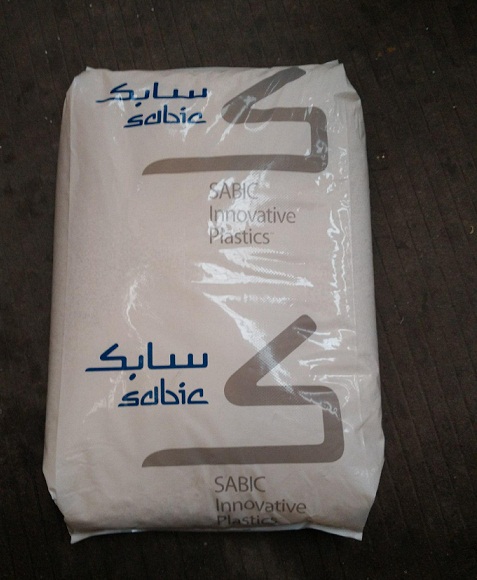 سابك
sabic
SABIC
Innovative
Plastics
سابك
sabic
SABIC
Innovative
Plastics